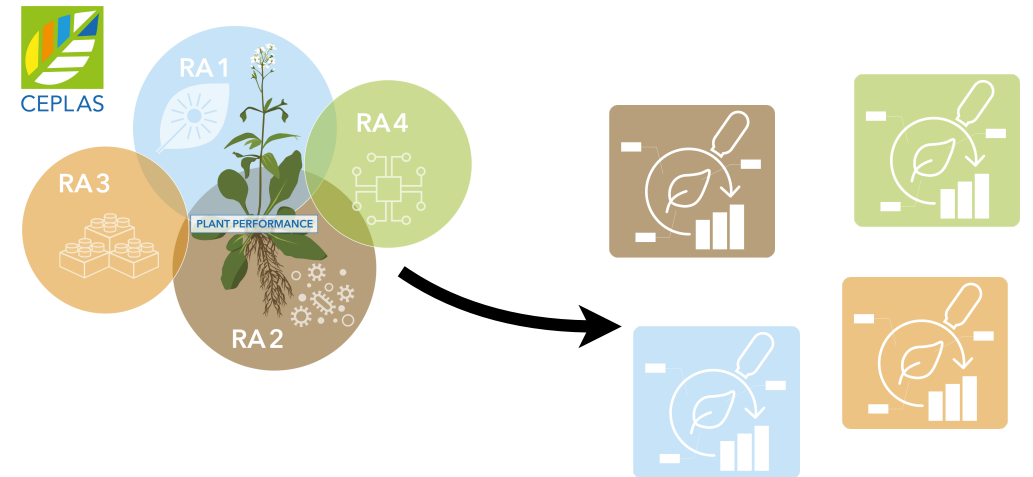 CEPLAS
RA 1
RA 4
RA 3
PLANT PERFORMANCE
RA 2